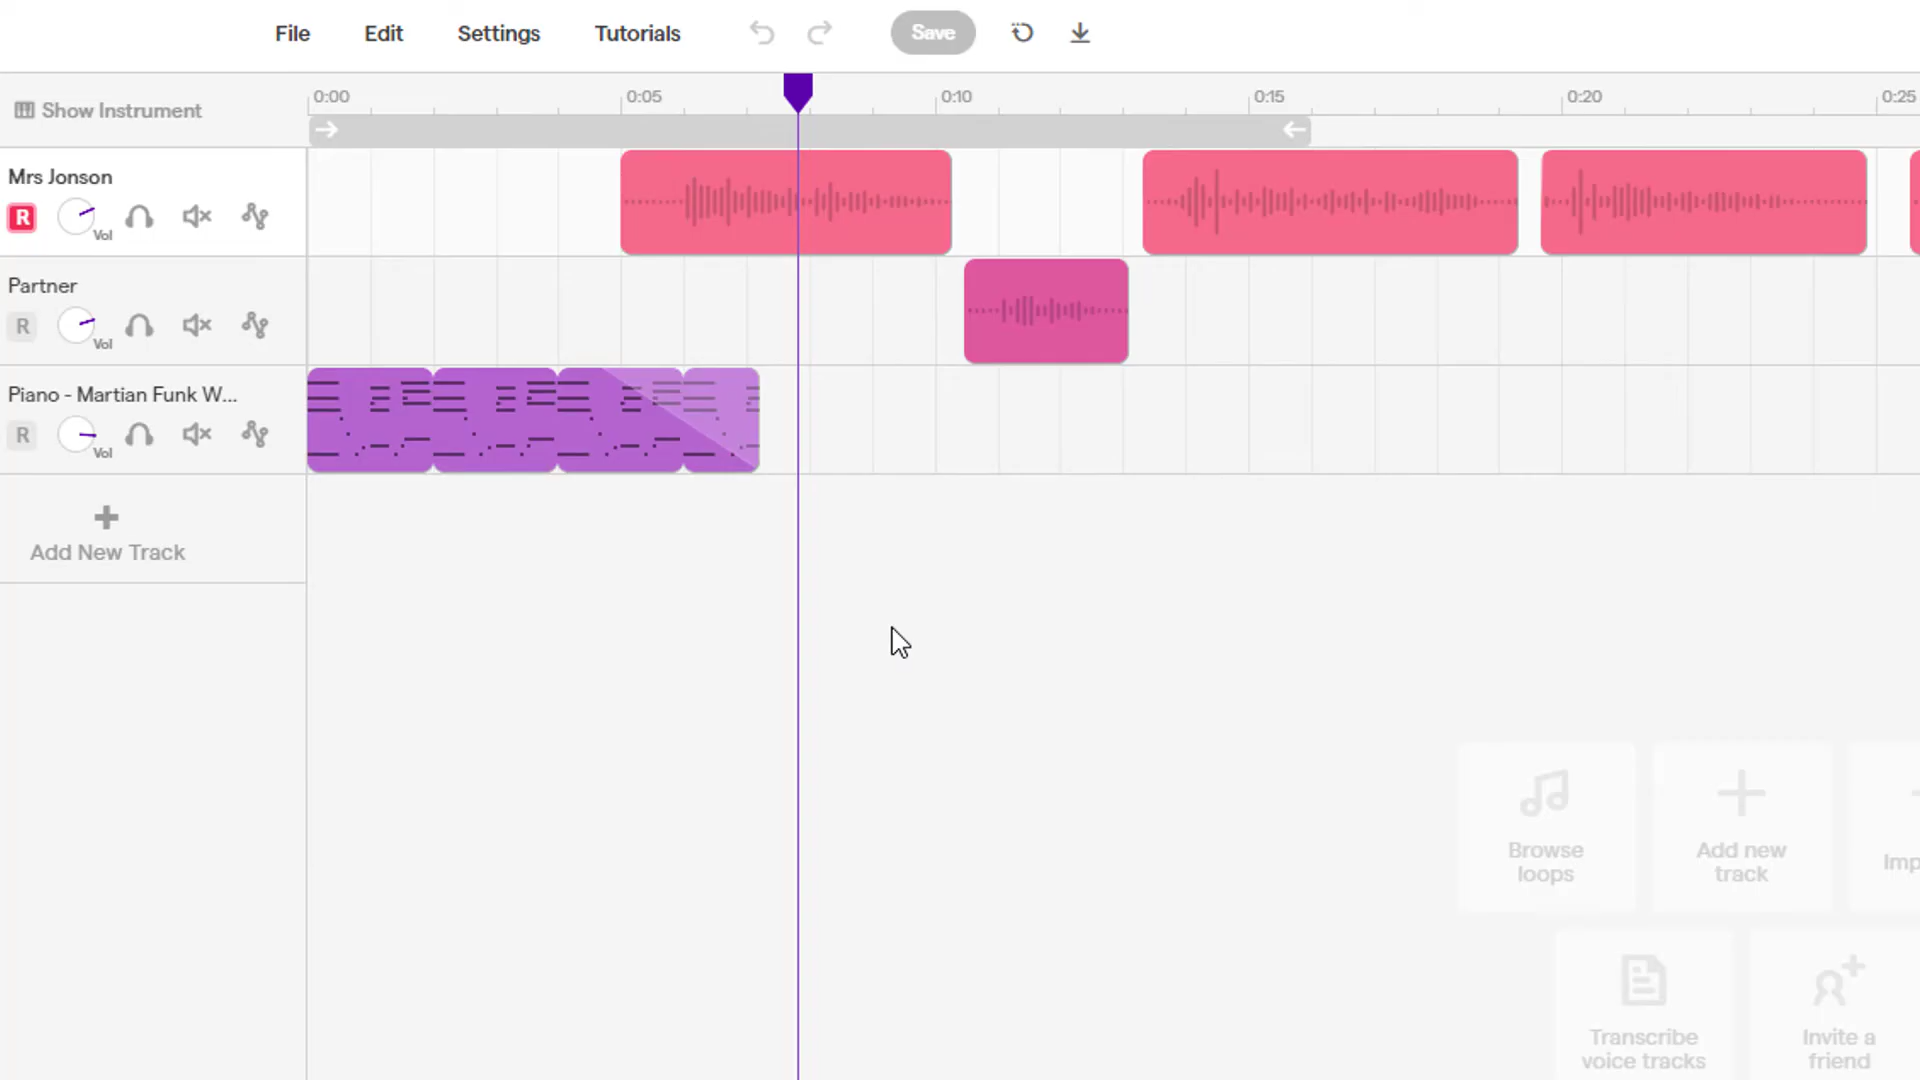 File Edit Settings Tutorials Save
Show Instrument
0:00 0:05 0:10 0:15 0:20 0:25
Mrs Jonson
R Vol
Partner
R Vol
Piano - Martian Funk W...
R Vol
Add New Track
Browse
loops
Add new
track
Imp
Transcribe
voice tracks
Invite a
friend